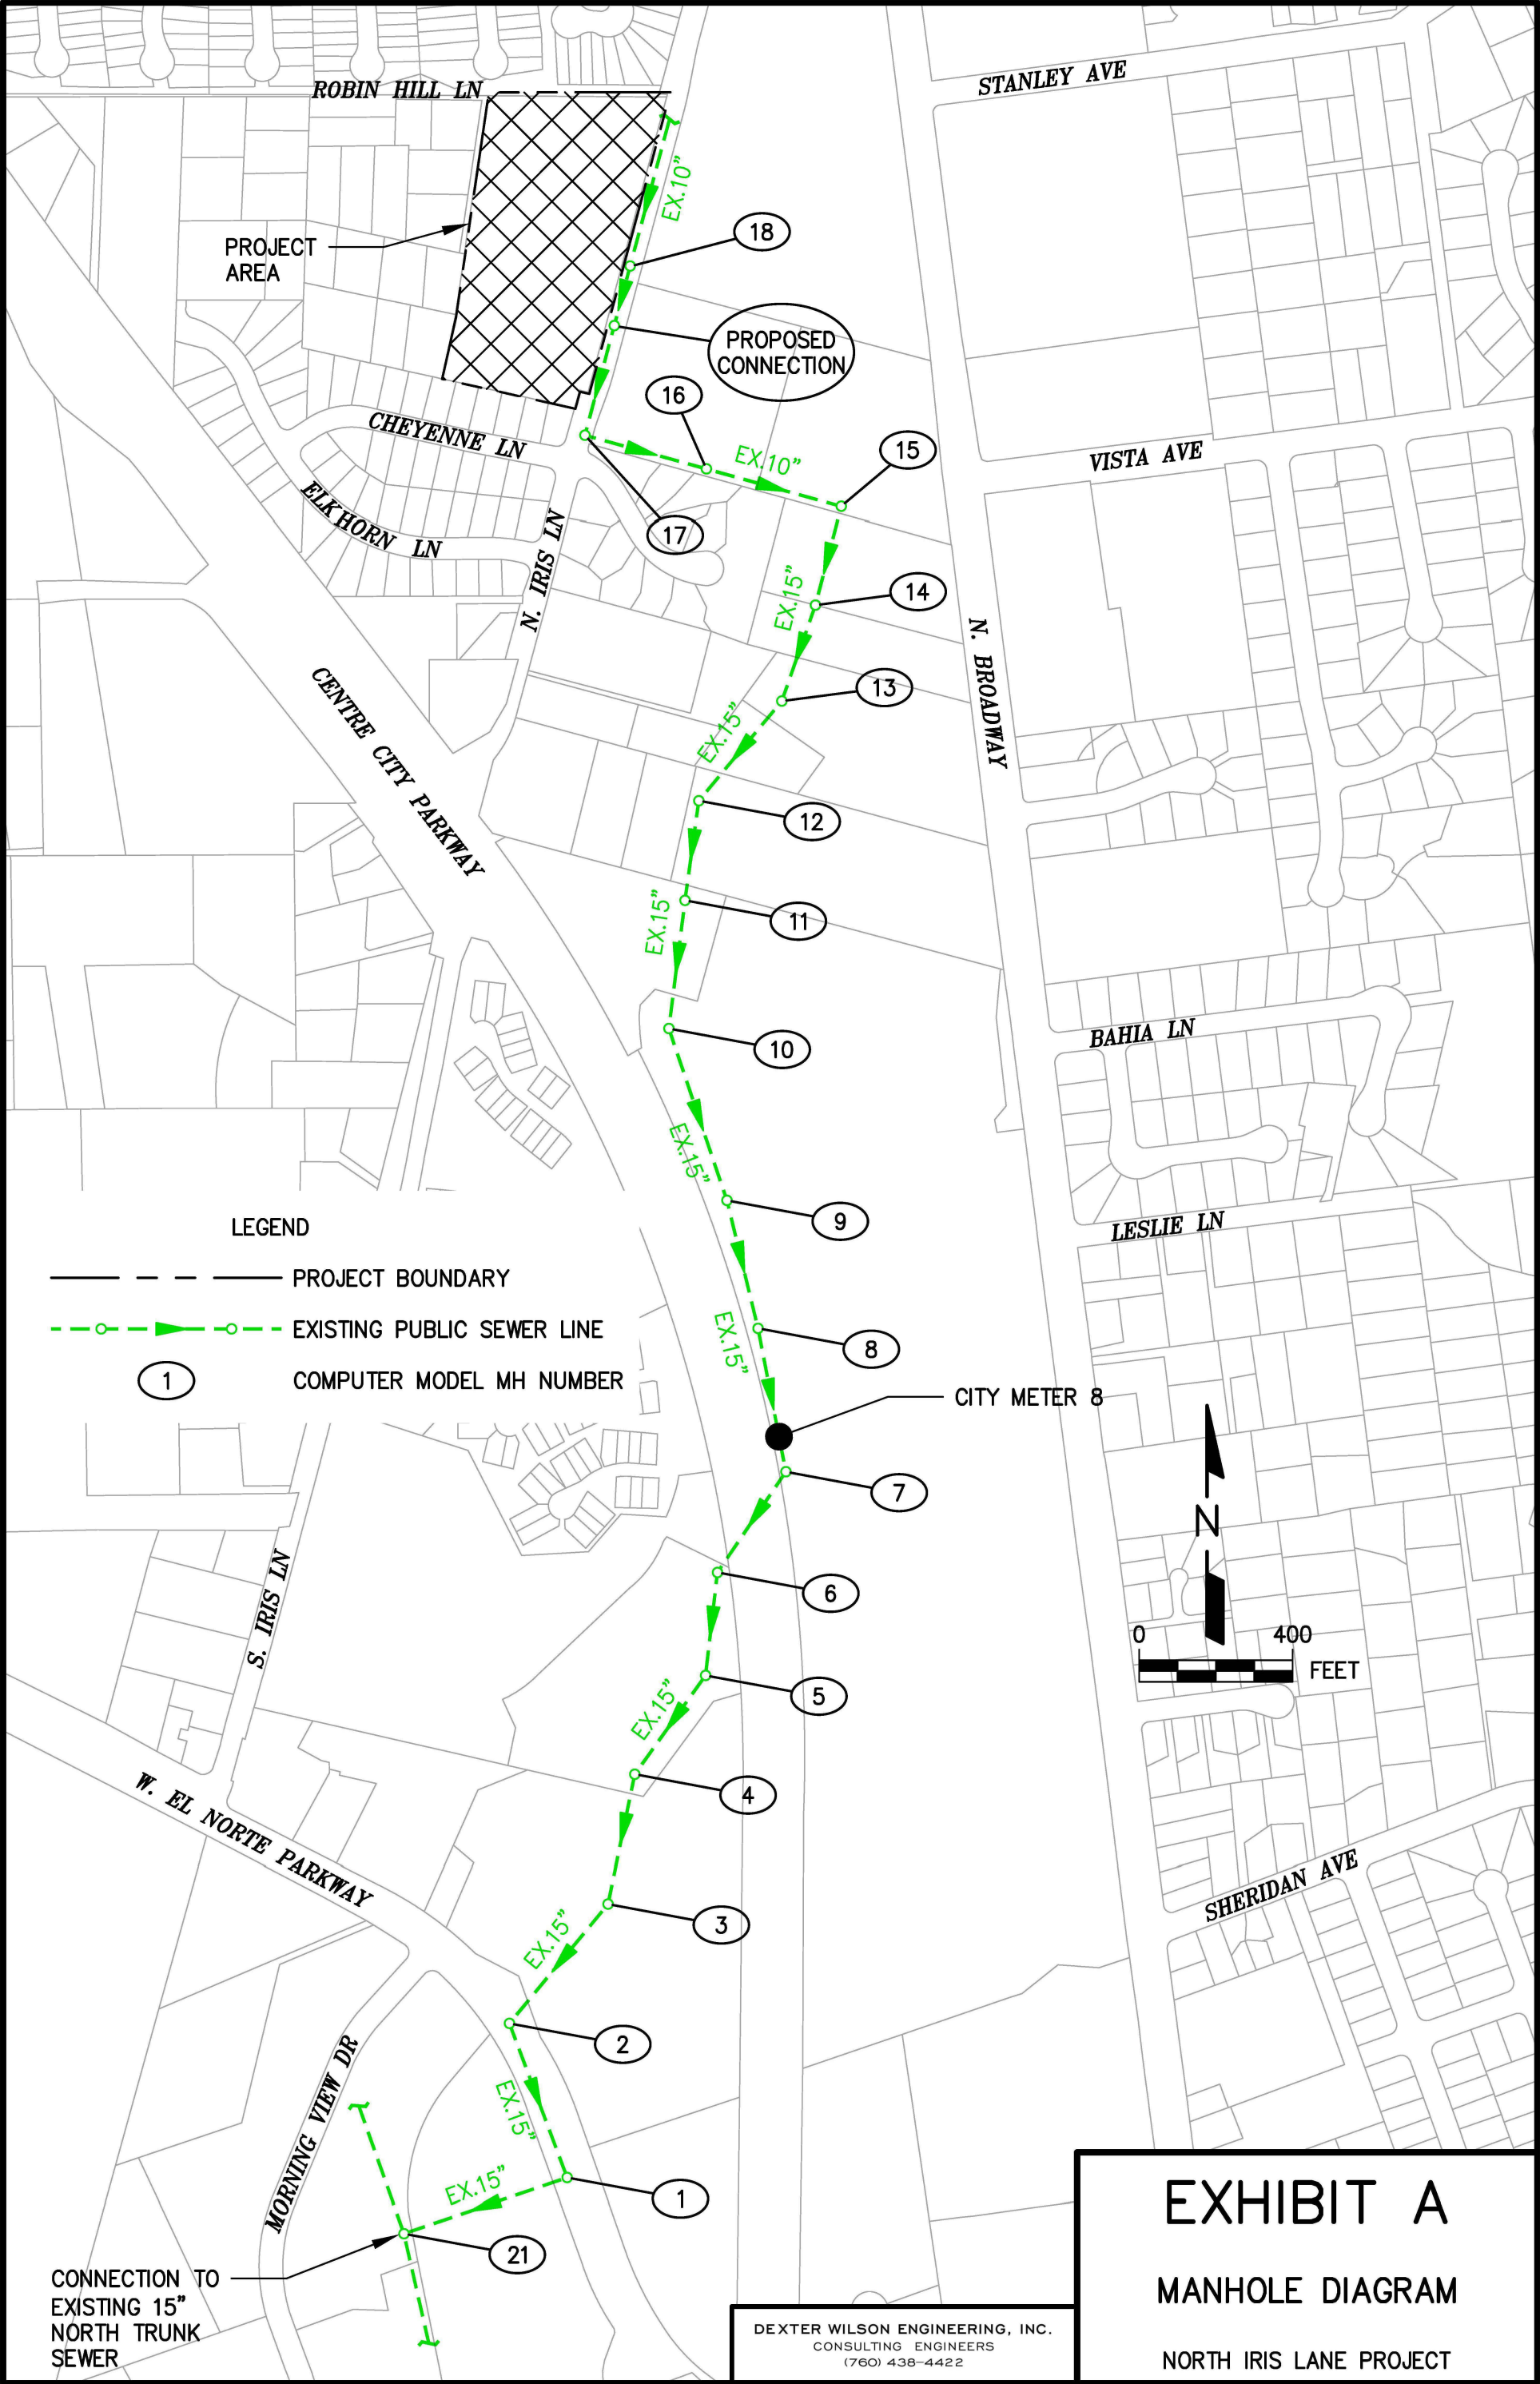 STANLEY AVE
ROBIN HILL LN
EX.10"
18
PROJECT
AREA
PROPOSED
CONNECTION
16
CHEYENNE LN
EX.10"
15
VISTA AVE
ELKHORN LN
17
N. IRIS LN
EX.15"
14
N. BROADWAY
13
CENTRE CITY PARKWAY
EX.15"
12
EX.15"
11
BAHIA LN
10
EX.15"
9
LESLIE LN
LEGEND
PROJECT BOUNDARY
EXISTING PUBLIC SEWER LINE
1 COMPUTER MODEL MH NUMBER
EX.15"
8
CITY METER 8
7
N
6
S. IRIS LN
0 400
FEET
5
EX.15"
4
W. EL NORTE PARKWAY
SHERIDAN AVE
3
EX.15"
2
MORNING VIEW DR
EX.15"
EX.15"
1
21
CONNECTION TO
EXISTING 15"
NORTH TRUNK
SEWER
EXHIBIT A
MANHOLE DIAGRAM
NORTH IRIS LANE PROJECT
DEXTER WILSON ENGINEERING, INC.
CONSULTING ENGINEERS
(760) 438-4422